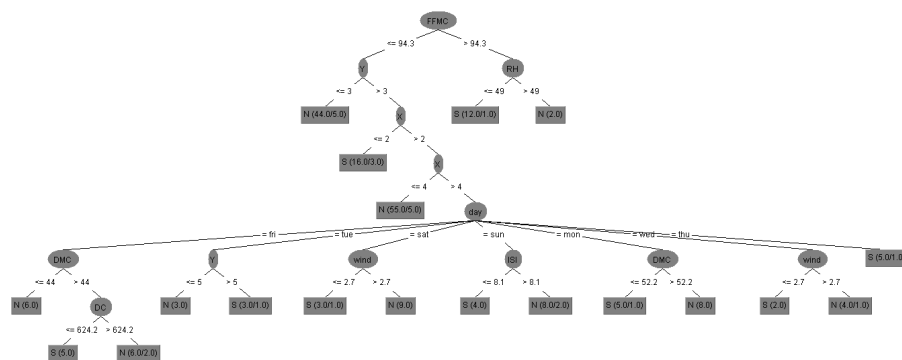 FFMC
<= 94.3 > 94.3
Y RH
<= 3 > 3 <= 49 > 49
N (44.0/5.0) X S (12.0/1.0) N (2.0)
<= 2 > 2
S (16.0/3.0) X
<= 4 > 4
N (55.0/5.0) day
= fri = tue = sat = sun = mon = wed = thu
DMC Y wind ISI DMC wind S (5.0/1.0)
<= 44 > 44 <= 5 > 5 <= 2.7 > 2.7 <= 8.1 > 8.1 <= 52.2 > 52.2 <= 2.7 > 2.7
N (6.0) DC N (3.0) S (3.0/1.0) S (3.0/1.0) N (9.0) S (4.0) N (8.0/2.0) S (5.0/1.0) N (8.0) S (2.0) N (4.0/1.0)
<= 624.2 > 624.2
S (5.0) N (6.0/2.0)